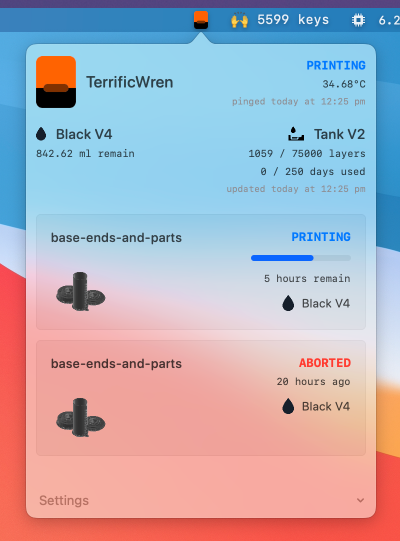 5599 keys
6.2
TerrificWren
PRINTING
34.68°C
pinged today at 12:25 pm
Black V4
842.62 ml remain
Tank V2
1059 / 75000 layers
0 / 250 days used
updated today at 12:25 pm
base-ends-and-parts
PRINTING
5 hours remain
Black V4
base-ends-and-parts
ABORTED
20 hours ago
Black V4
Settings